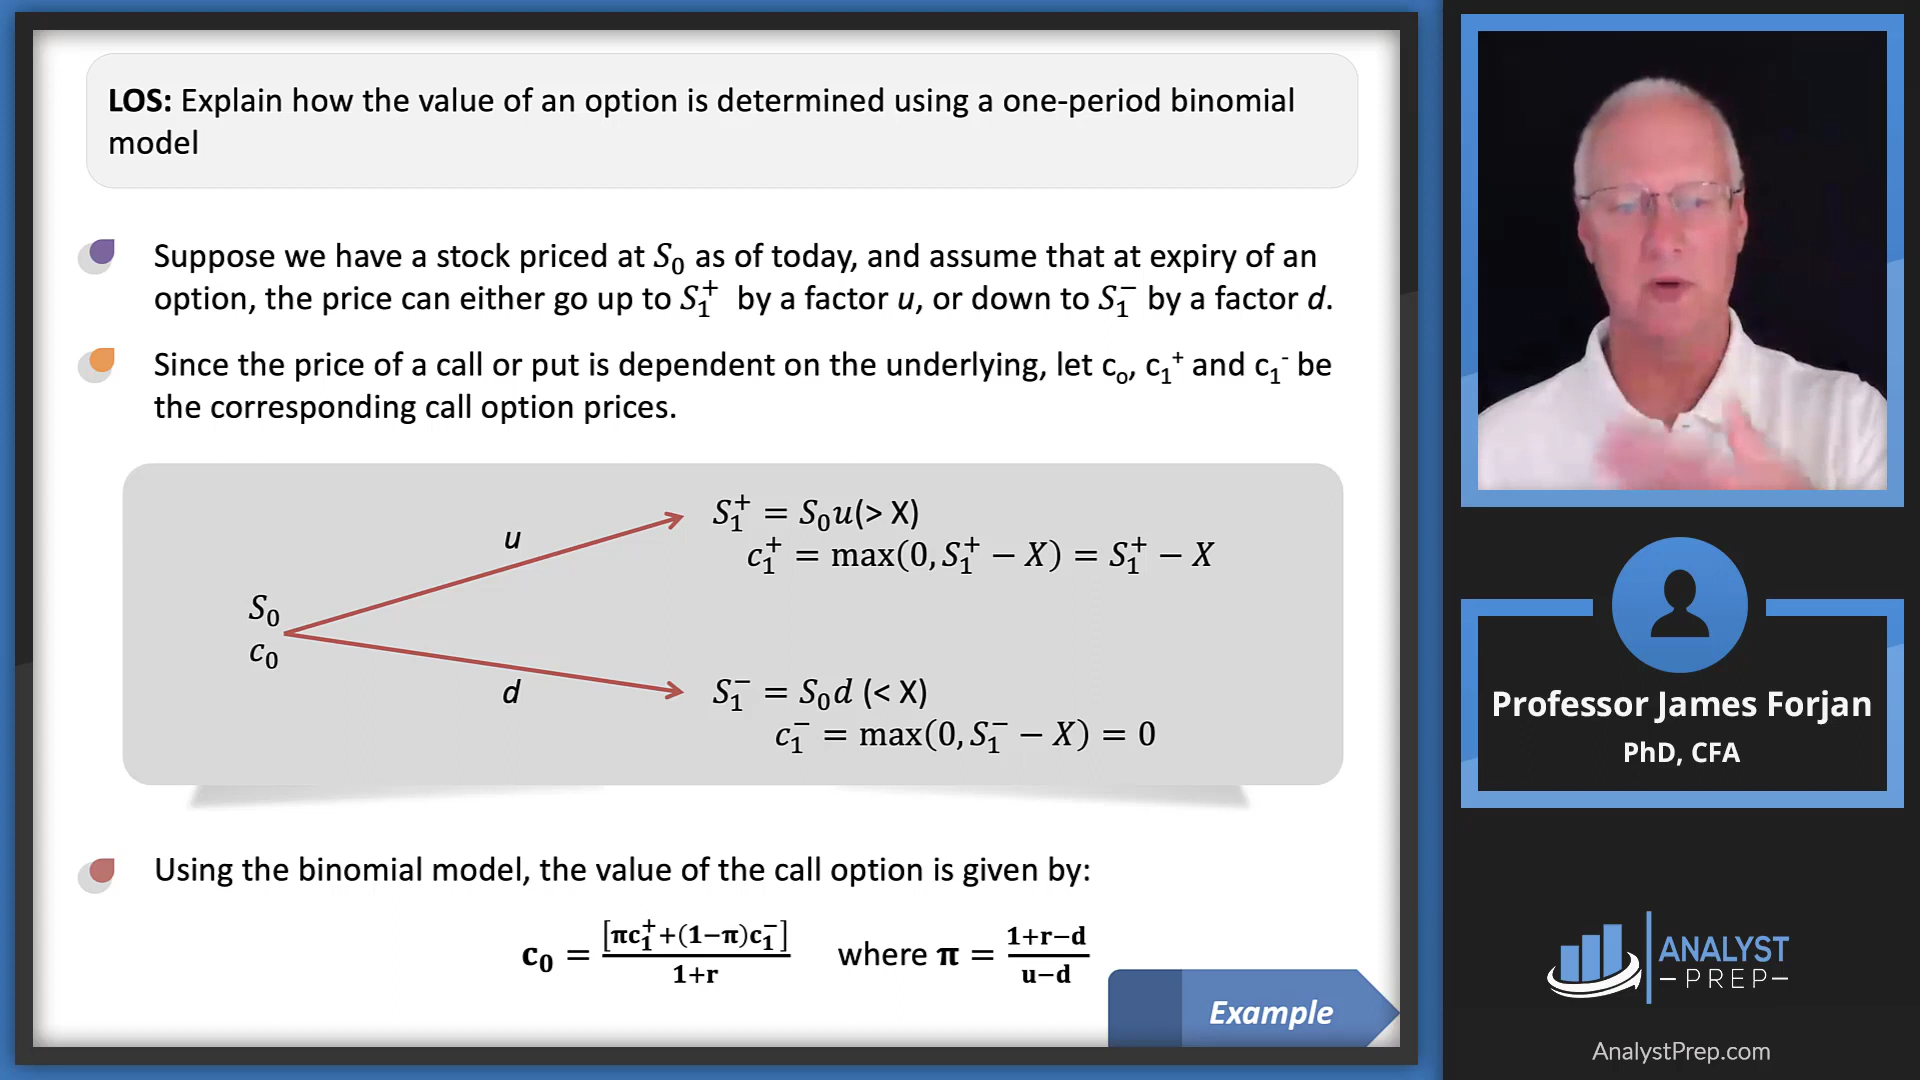 LOS: Explain how the value of an option is determined using a one-period binomial
model
Suppose we have a stock priced at S₀ as of today, and assume that at expiry of an
option, the price can either go up to S₁⁺ by a factor u, or down to S₁⁻ by a factor d.
Since the price of a call or put is dependent on the underlying, let cₒ, c₁⁺ and c₁⁻ be
the corresponding call option prices.
S₁⁺ = S₀u(> X)
u
c₁⁺ = max(0, S₁⁺ − X) = S₁⁺ − X
S₀
c₀
d
S₁⁻ = S₀d (< X)
c₁⁻ = max(0, S₁⁻ − X) = 0
Using the binomial model, the value of the call option is given by:
c₀ = [πc₁⁺+(1−π)c₁⁻] / 1+r where π = 1+r−d / u−d
Example
Professor James Forjan
PhD, CFA
ANALYST
PREP
AnalystPrep.com